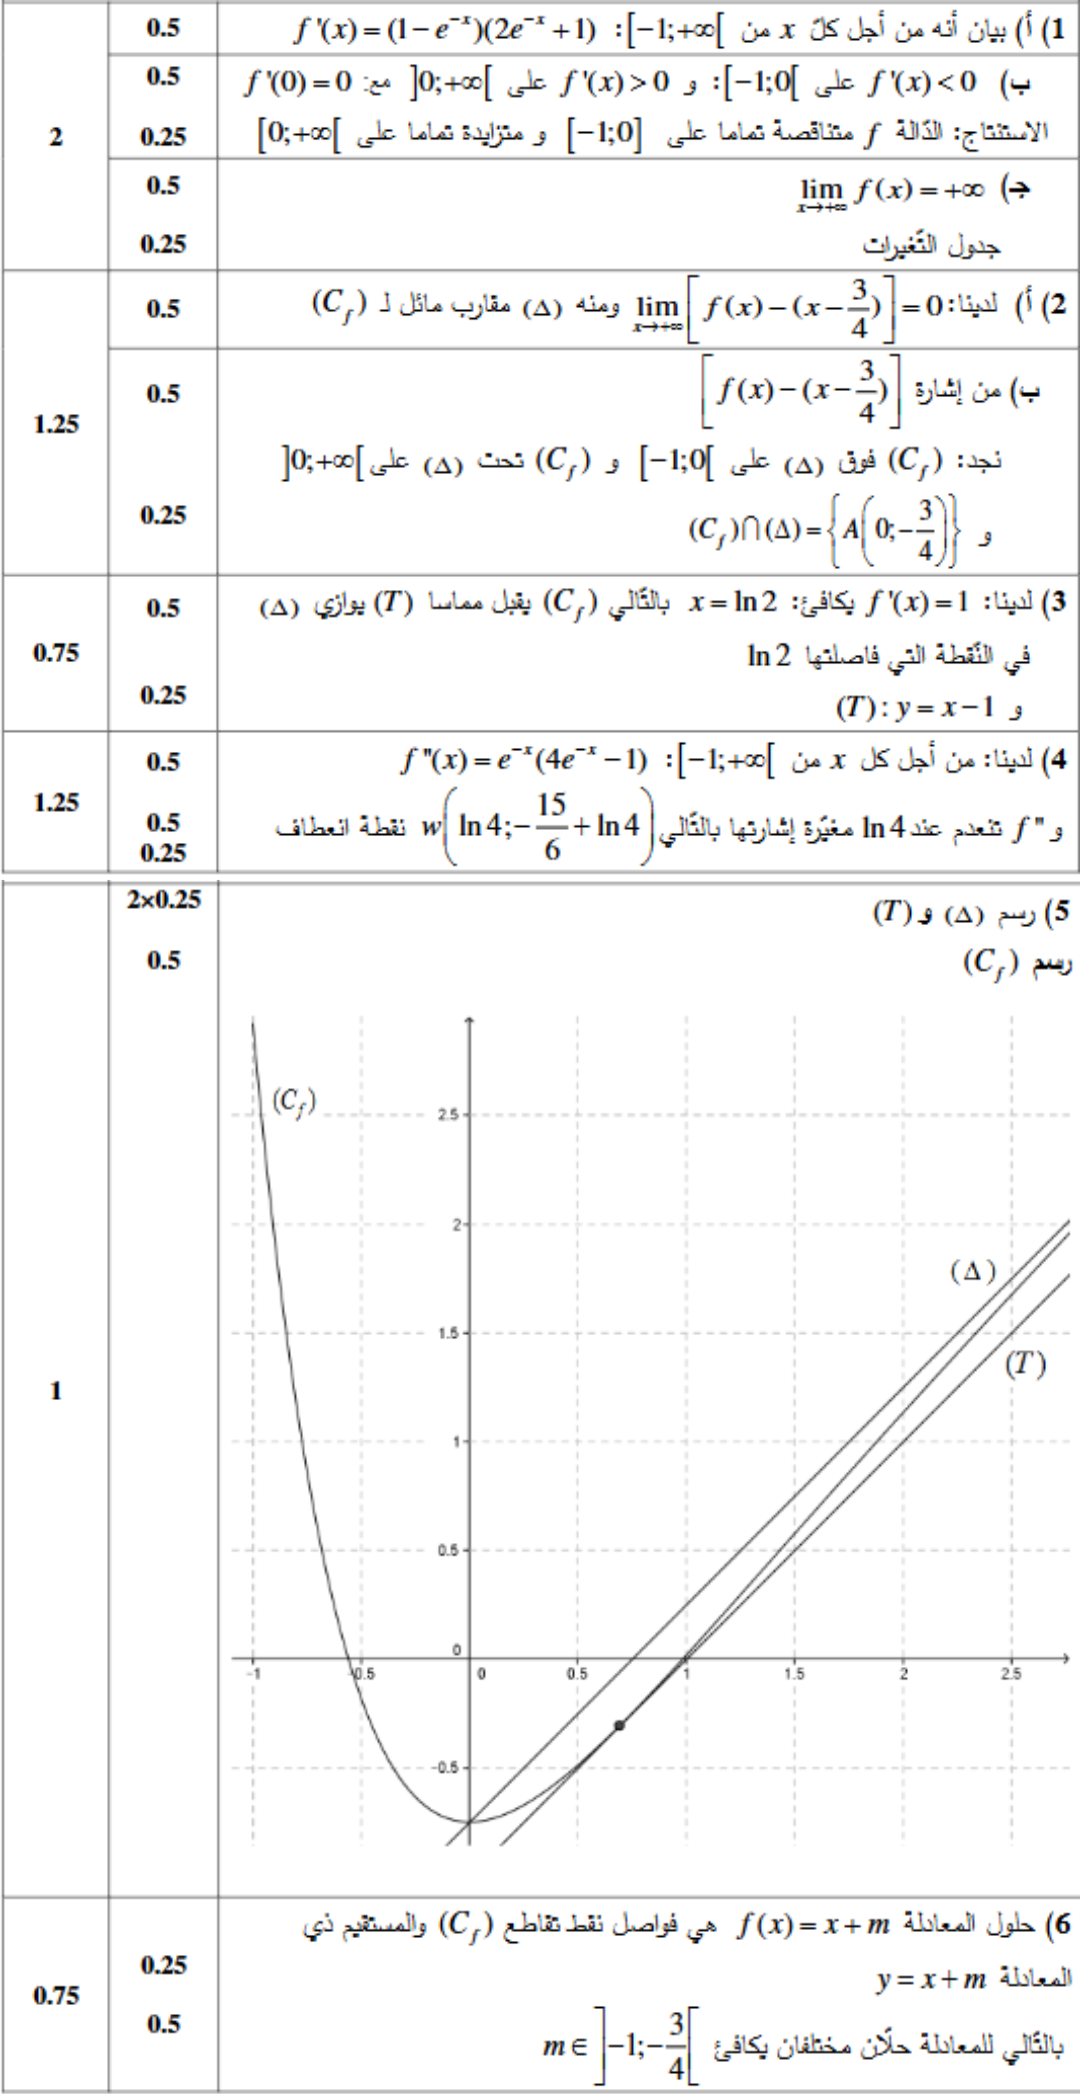 1) أ) بيان أنه من أجل كلّ x من [-1;+∞[ : f '(x) = (1 - e^{-x})(2e^{-x} + 1) 0.5
ب) f '(x) < 0 على [-1;0[ : و f '(x) > 0 على ]0;+∞[ مع: f '(0) = 0 0.5
الاستنتاج: الدّالة f متناقصة تماما على [-1;0] و متزايدة تماما على [0;+∞[ 0.25 2
جـ) lim_{x→+∞} f(x) = +∞ 0.5
جدول التّغيرات 0.25
2) أ) لدينا: lim_{x→+∞} [f(x) - (x - 3/4)] = 0 ومنه (Δ) مقارب مائل لـ (C_f) 0.5
ب) من إشارة [f(x) - (x - 3/4)] 0.5 1.25
نجد: (C_f) فوق (Δ) على [-1;0[ و (C_f) تحت (Δ) على ]0;+∞[
و (C_f)∩(Δ) = {A(0;-3/4)} 0.25
3) لدينا: f '(x) = 1 يكافئ: x = ln 2 بالتّالي (C_f) يقبل مماسا (T) يوازي (Δ) 0.5
في النّقطة التي فاصلتها ln 2 0.75
و (T): y = x - 1 0.25
4) لدينا: من أجل كل x من [-1;+∞[ : f ''(x) = e^{-x}(4e^{-x} - 1) 0.5
و f '' تنعدم عند ln 4 مغيّرة إشارتها بالتّالي w(ln 4; -15/6 + ln 4) نقطة انعطاف 0.5 0.25 1.25
5) رسم (Δ) و (T) 2×0.25
رسم (C_f) 0.5
1
(C_f)
2.5
2
(Δ)
1.5
(T)
1
0.5
0
-1 -0.5 0 0.5 1 1.5 2 2.5
-0.5
6) حلول المعادلة f(x) = x + m هي فواصل نقط تقاطع (C_f) والمستقيم ذي
المعادلة y = x + m 0.25 0.75
بالتّالي للمعادلة حلّان مختلفان يكافئ m ∈ ]-1;-3/4[ 0.5